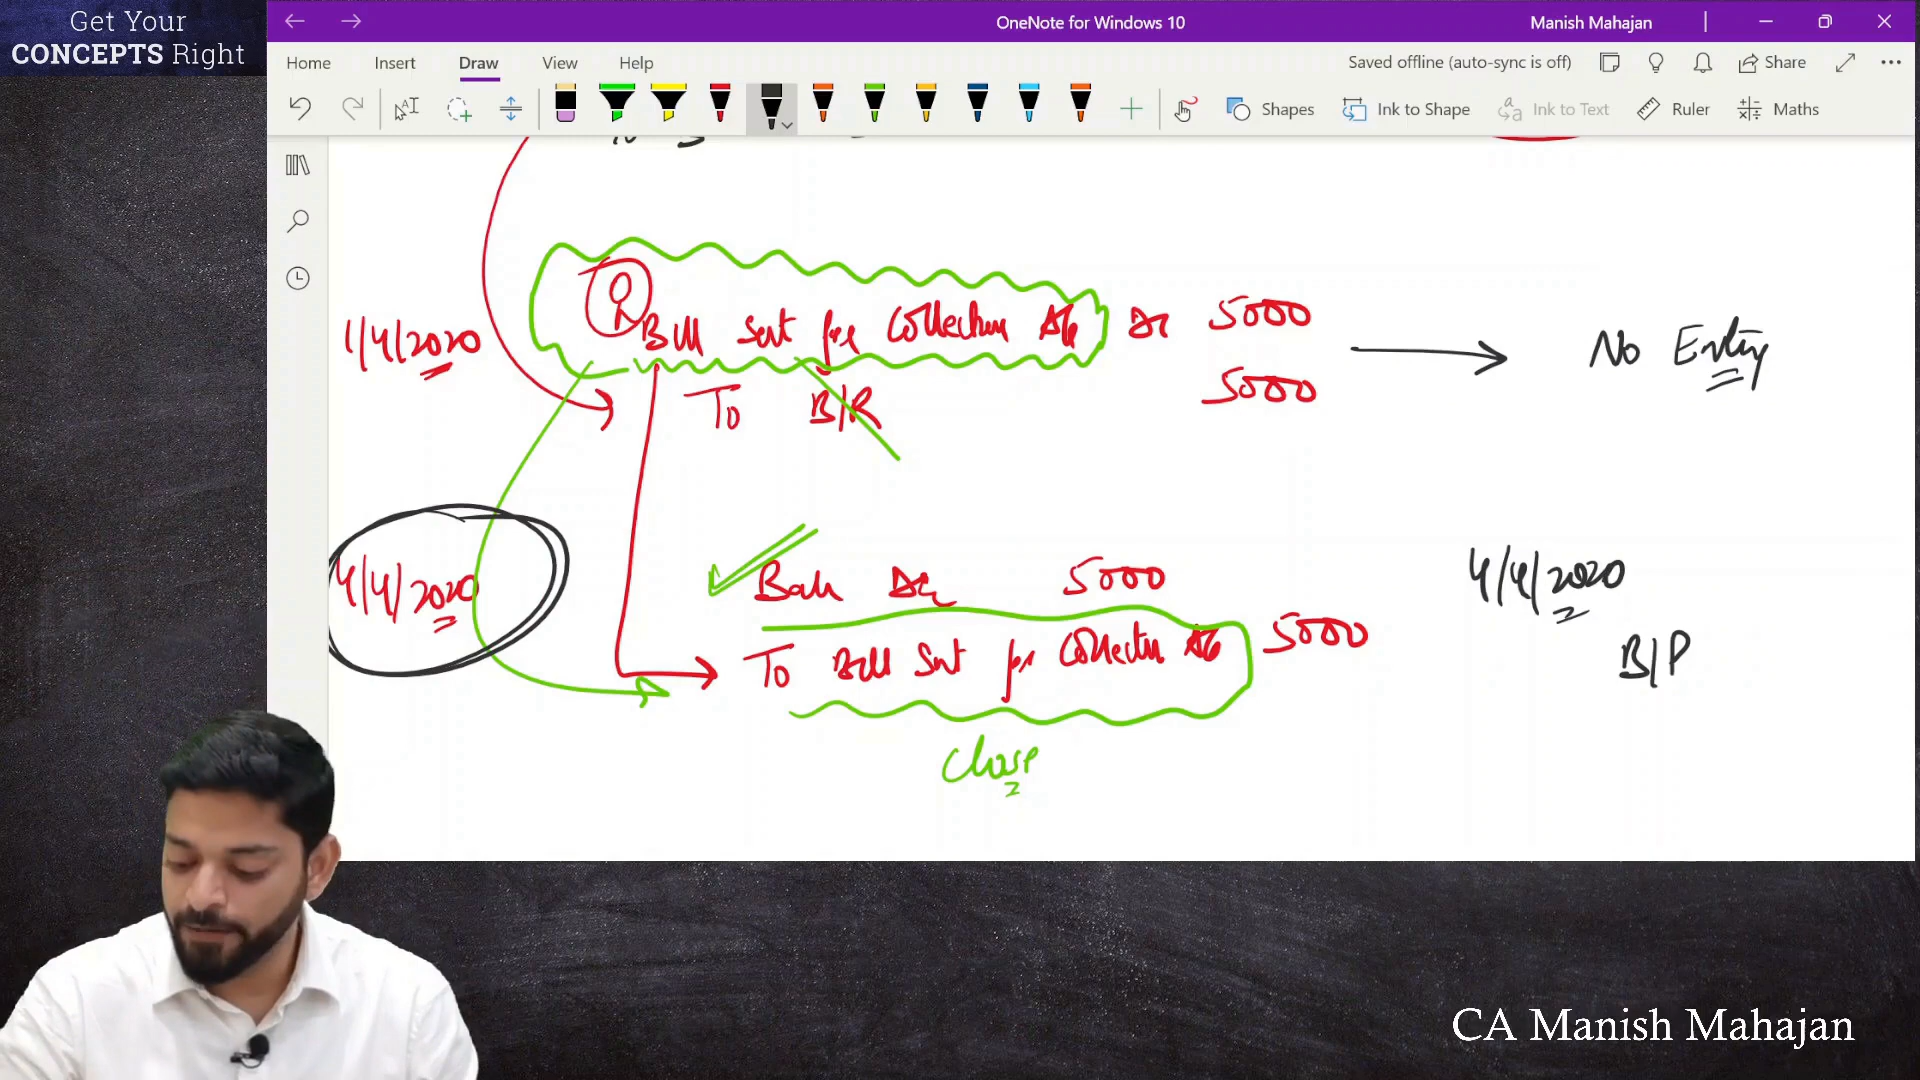 Get Your
CONCEPTS Right
OneNote for Windows 10
Manish Mahajan
Home Insert Draw View Help
Saved offline (auto-sync is off)
Share
Shapes
Ink to Shape
Ink to Text
Ruler
Maths
1/4/2020
Bill Sent for Collection A/c Dr 5000
To B/R 5000
No Entry
4/4/2020
Bank Dr 5000
To Bill Sent for Collection A/c 5000
Close
4/4/2020
B/P
CA Manish Mahajan